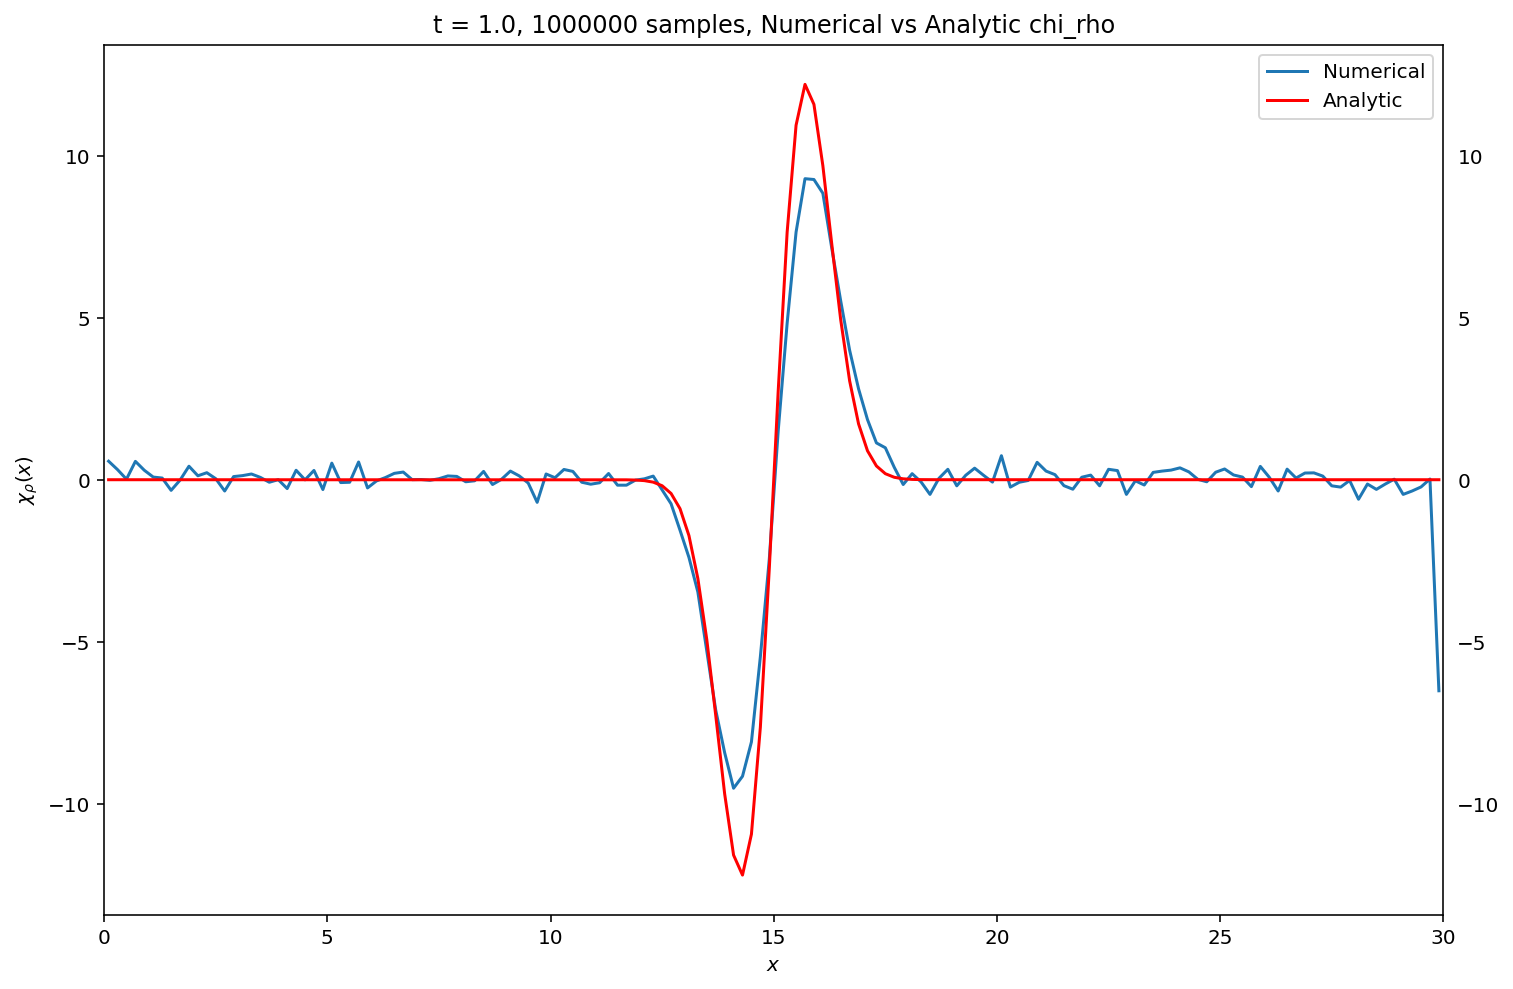 t = 1.0, 1000000 samples, Numerical vs Analytic chi_rho
Numerical
Analytic
10
5
0
−5
−10
10
5
0
−5
−10
χρ(x)
0 5 10 15 20 25 30
x